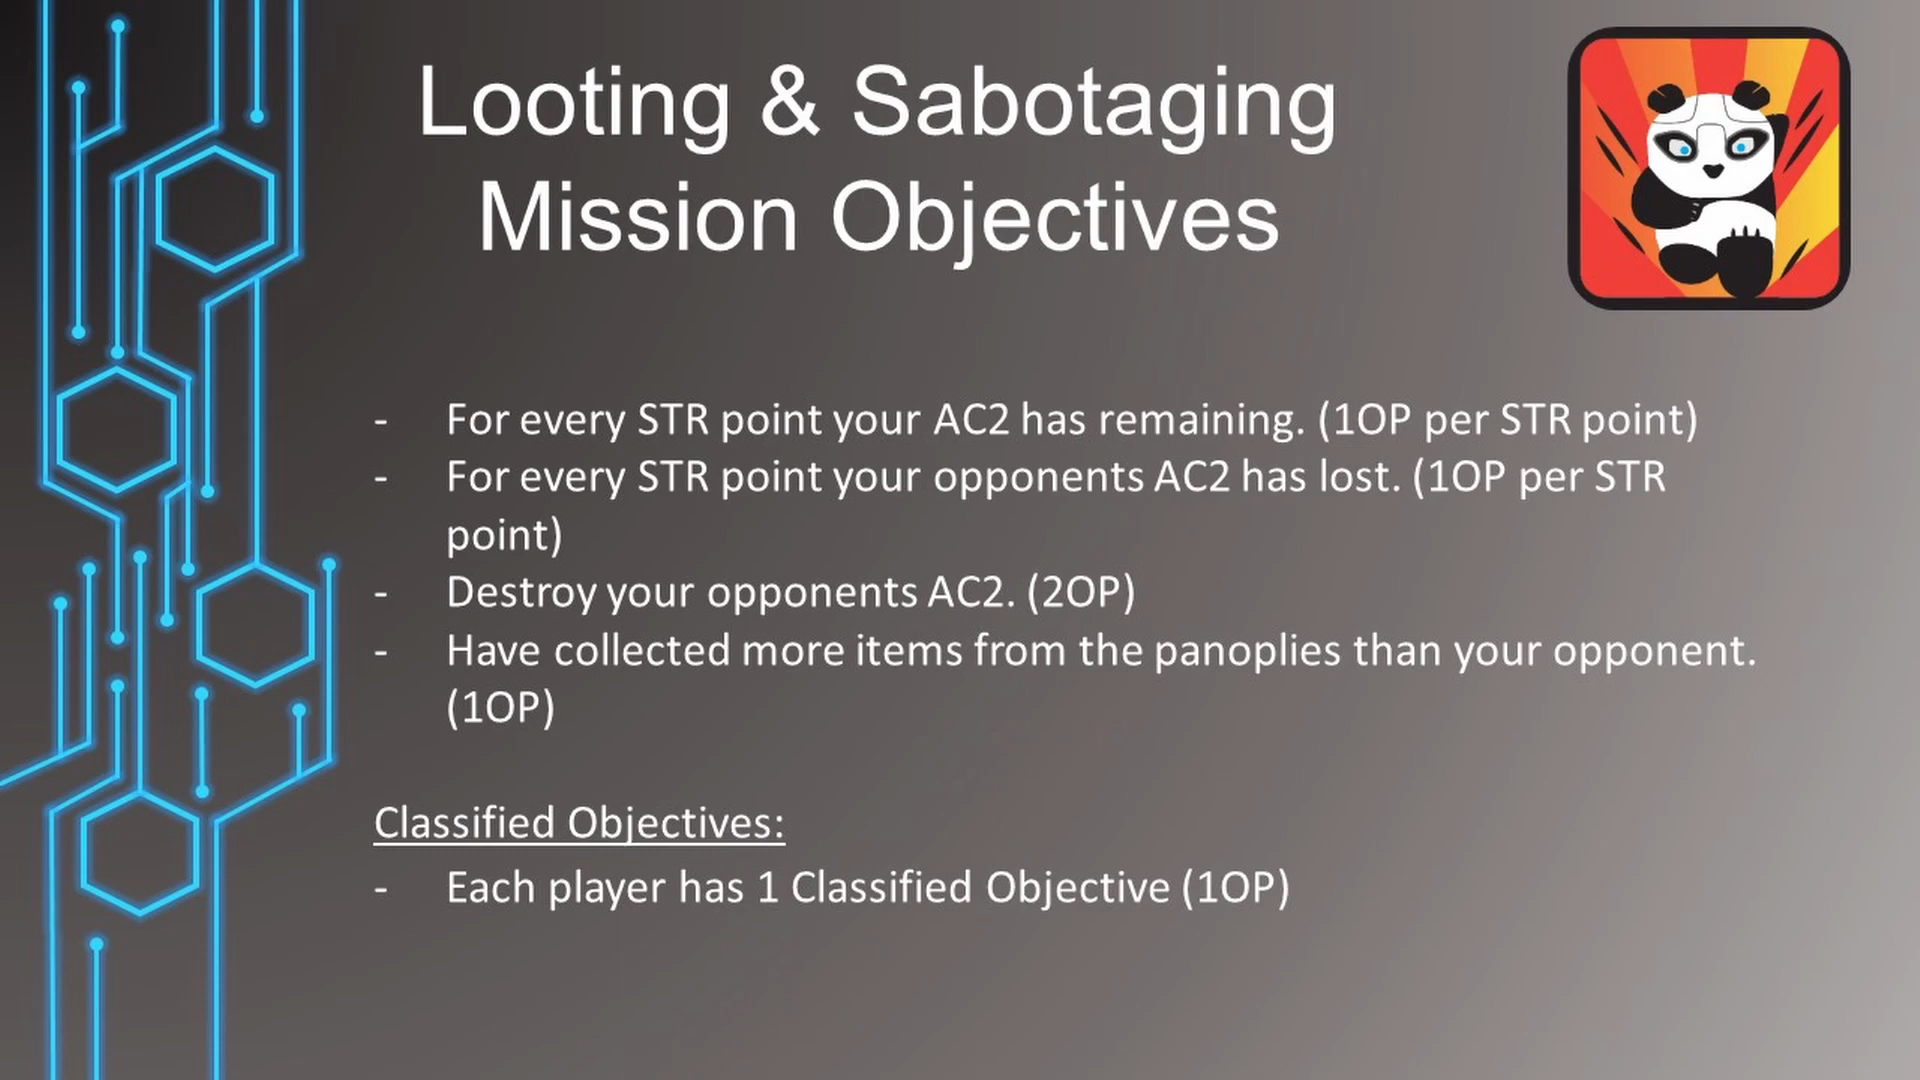 Looting & Sabotaging
Mission Objectives
- For every STR point your AC2 has remaining. (1OP per STR point)
- For every STR point your opponents AC2 has lost. (1OP per STR
point)
- Destroy your opponents AC2. (2OP)
- Have collected more items from the panoplies than your opponent.
(1OP)
Classified Objectives:
- Each player has 1 Classified Objective (1OP)